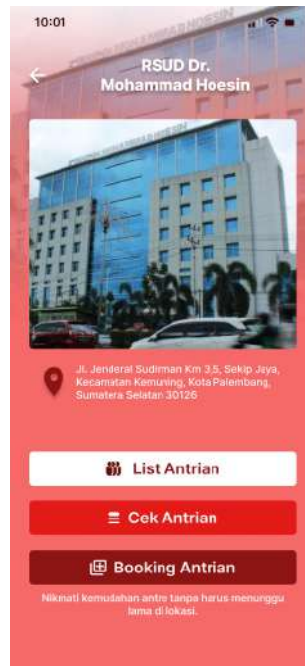 10:01
RSUD Dr.
Mohammad Hoesin
Jl. Jenderal Sudirman Km 3,5, Sekip Jaya,
Kecamatan Kemuning, Kota Palembang,
Sumatera Selatan 30126
List Antrian
Cek Antrian
Booking Antrian
Nikmati kemudahan antre tanpa harus menunggu
lama di lokasi.